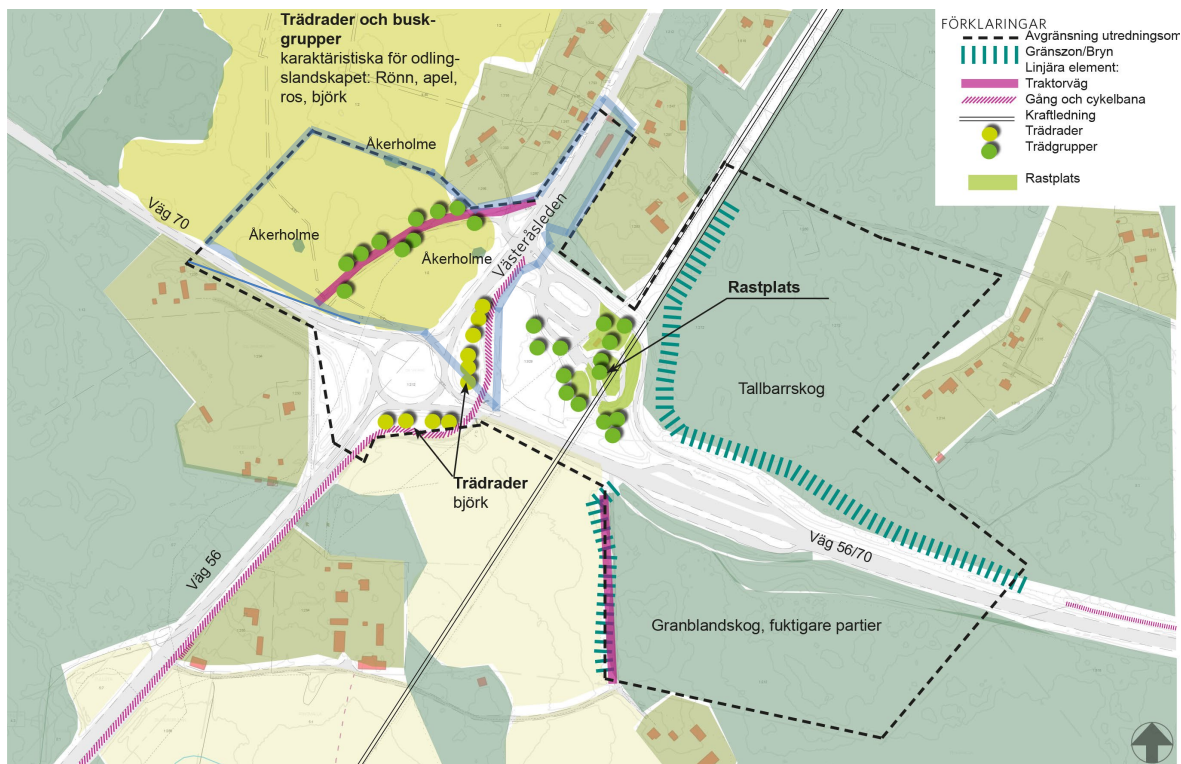 Trädrader och busk-
grupper
karaktäristiska för odling-
slandskapet: Rönn, apel,
ros, björk
FÖRKLARINGAR
Avgränsning utredningsom
Gränszon/Bryn
Linjära element:
Traktorväg
Gång och cykelbana
Kraftledning
Trädrader
Trädgrupper
Rastplats
Åkerholme
Väg 70
Åkerholme
Åkerholme
Västeråsleden
Rastplats
Tallbarrskog
Trädrader
björk
Väg 56
Väg 56/70
Granblandskog, fuktigare partier